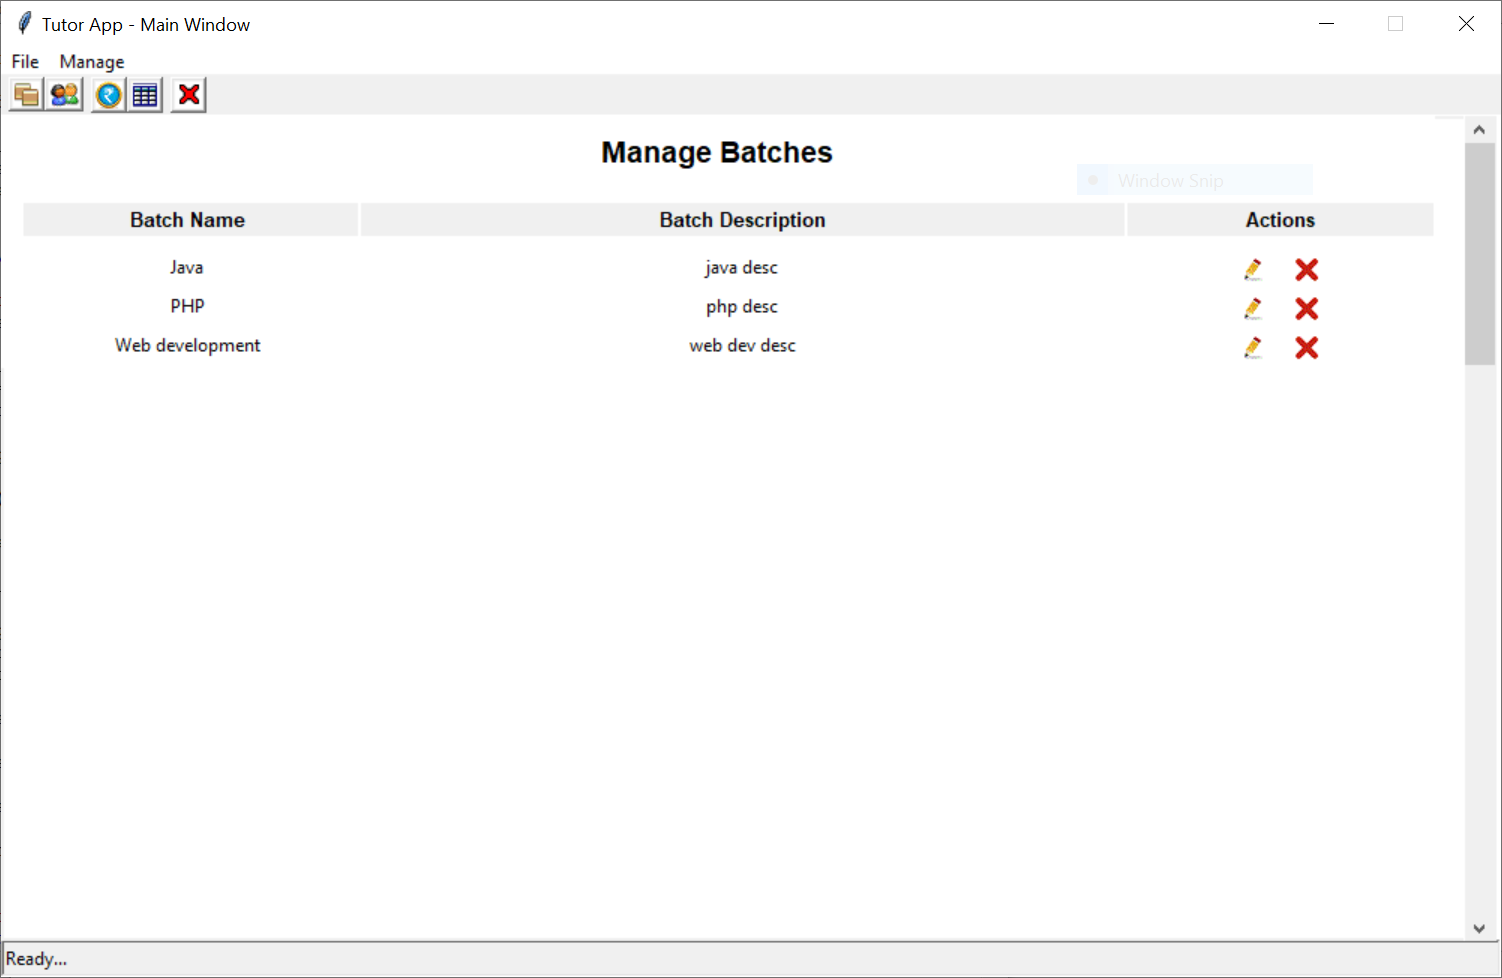 Tutor App - Main Window
File Manage
Manage Batches
Window Snip
Batch Name Batch Description Actions
Java java desc
PHP php desc
Web development web dev desc
Ready...